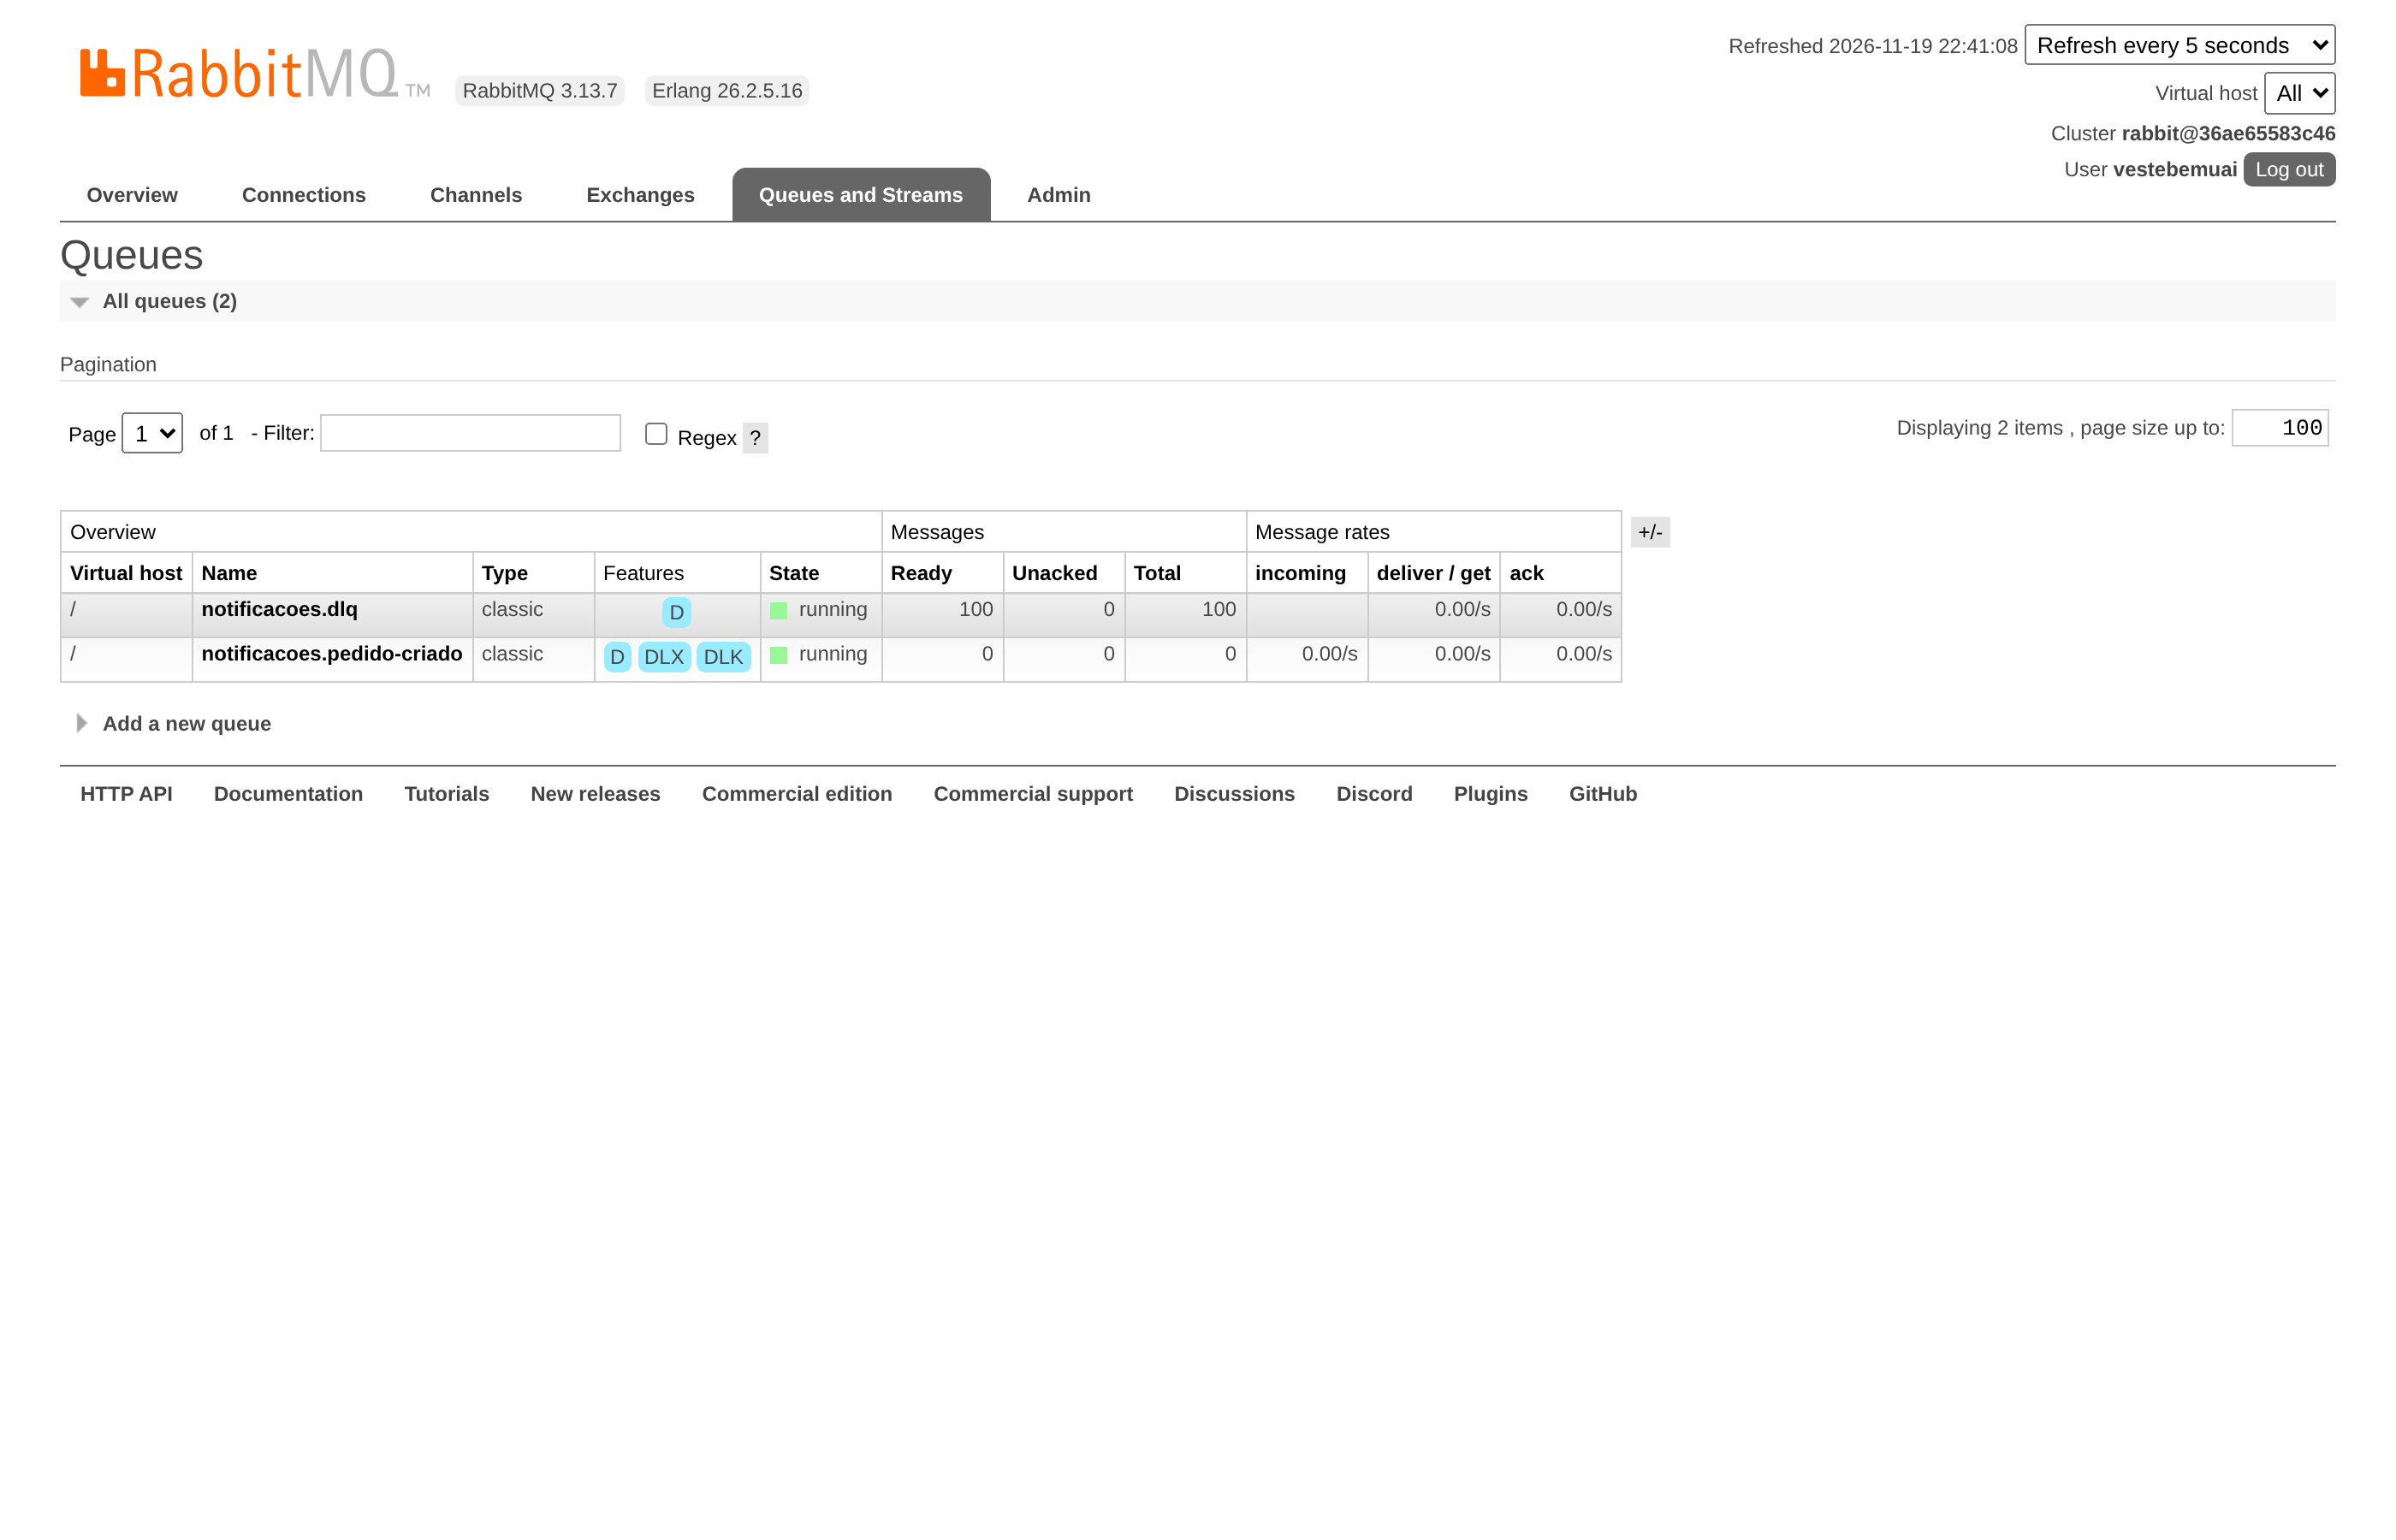 RabbitMQ TM RabbitMQ 3.13.7 Erlang 26.2.5.16
Refreshed 2026-11-19 22:41:08 Refresh every 5 seconds
Virtual host All
Cluster rabbit@36ae65583c46
User vestebemuai Log out
Overview Connections Channels Exchanges Queues and Streams Admin
Queues
All queues (2)
Pagination
Page 1 of 1 - Filter: Regex ? Displaying 2 items , page size up to: 100
Overview Messages Message rates +/-
Virtual host Name Type Features State Ready Unacked Total incoming deliver / get ack
/ notificacoes.dlq classic D running 100 0 100 0.00/s 0.00/s
/ notificacoes.pedido-criado classic D DLX DLK running 0 0 0 0.00/s 0.00/s 0.00/s
Add a new queue
HTTP API Documentation Tutorials New releases Commercial edition Commercial support Discussions Discord Plugins GitHub